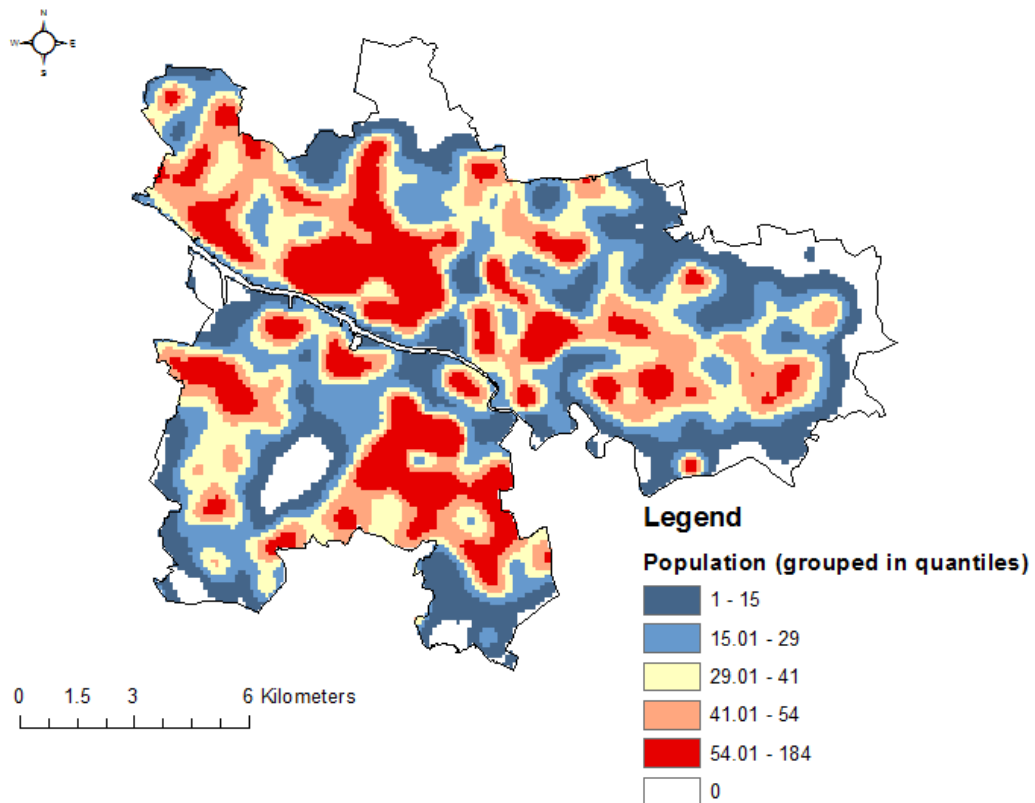 N
W E
S
Legend
Population (grouped in quantiles)
1 - 15
15.01 - 29
29.01 - 41
41.01 - 54
54.01 - 184
0
0 1.5 3 6 Kilometers